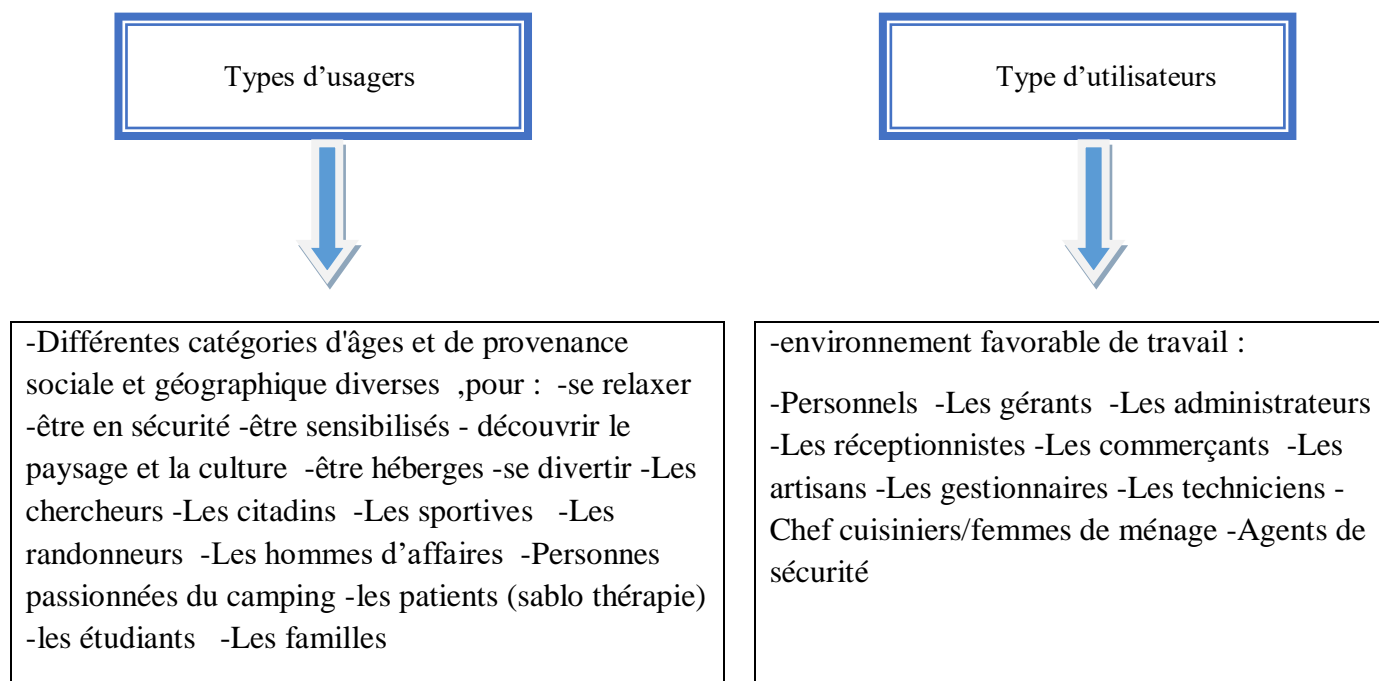 Types d’usagers
Type d’utilisateurs
-Différentes catégories d'âges et de provenance
sociale et géographique diverses ,pour : -se relaxer
-être en sécurité -être sensibilisés - découvrir le
paysage et la culture -être héberges -se divertir -Les
chercheurs -Les citadins -Les sportives -Les
randonneurs -Les hommes d’affaires -Personnes
passionnées du camping -les patients (sablo thérapie)
-les étudiants -Les familles
-environnement favorable de travail :
-Personnels -Les gérants -Les administrateurs
-Les réceptionnistes -Les commerçants -Les
artisans -Les gestionnaires -Les techniciens -
Chef cuisiniers/femmes de ménage -Agents de
sécurité